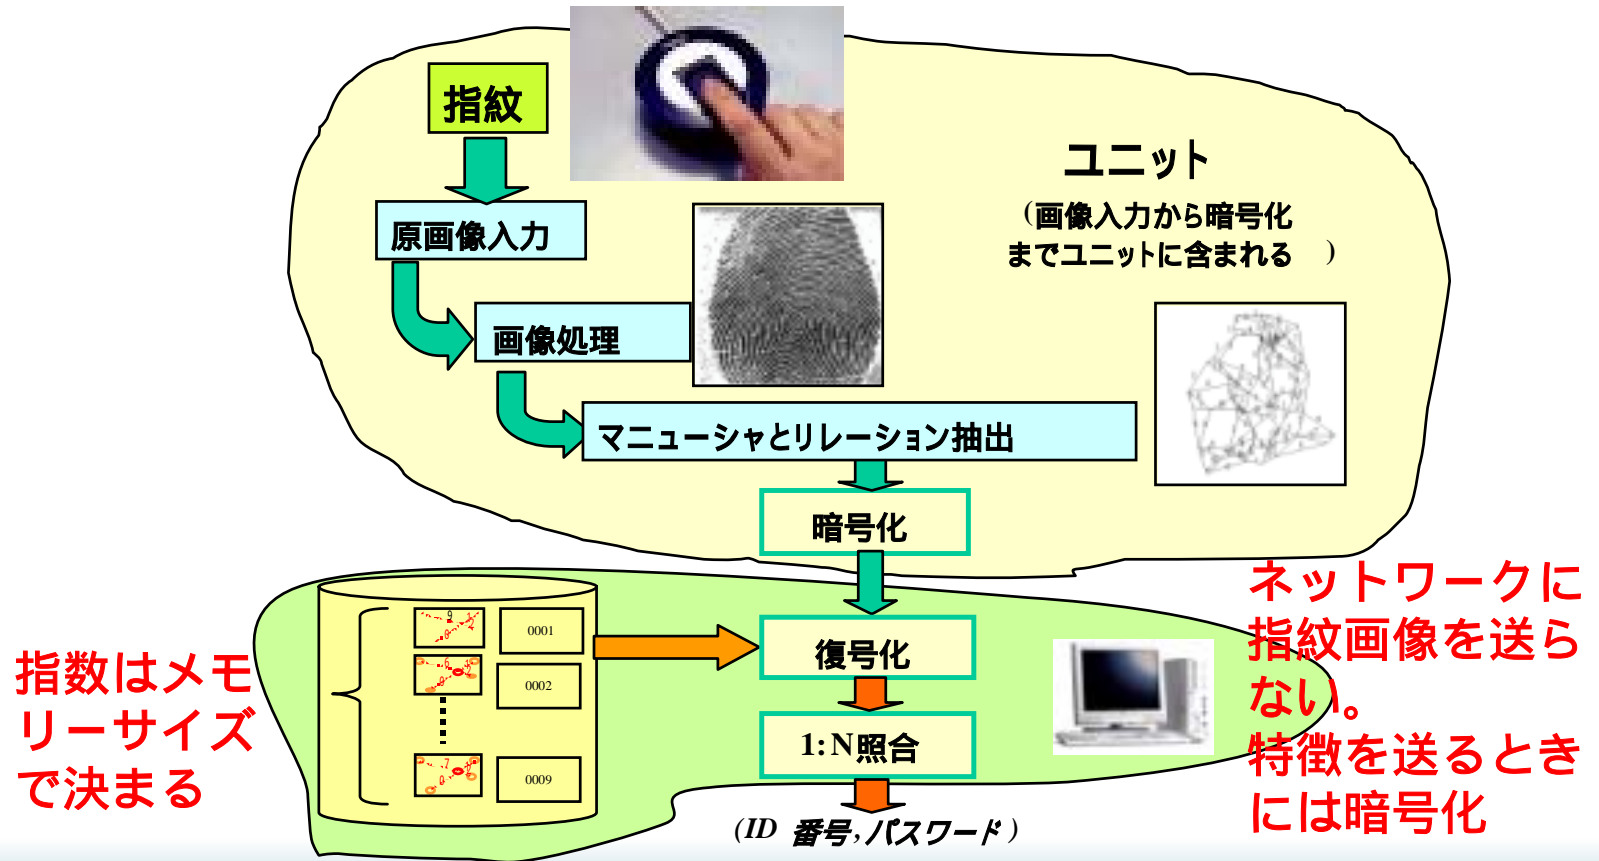 指紋
ユニット
(画像入力から暗号化
までユニットに含まれる )
原画像入力
画像処理
マニューシャとリレーション抽出
暗号化
指数はメモ
リーサイズ
で決まる
0001
0002
0009
復号化
1:N照合
(ID 番号,パスワード)
ネットワークに
指紋画像を送ら
ない。
特徴を送るとき
には暗号化